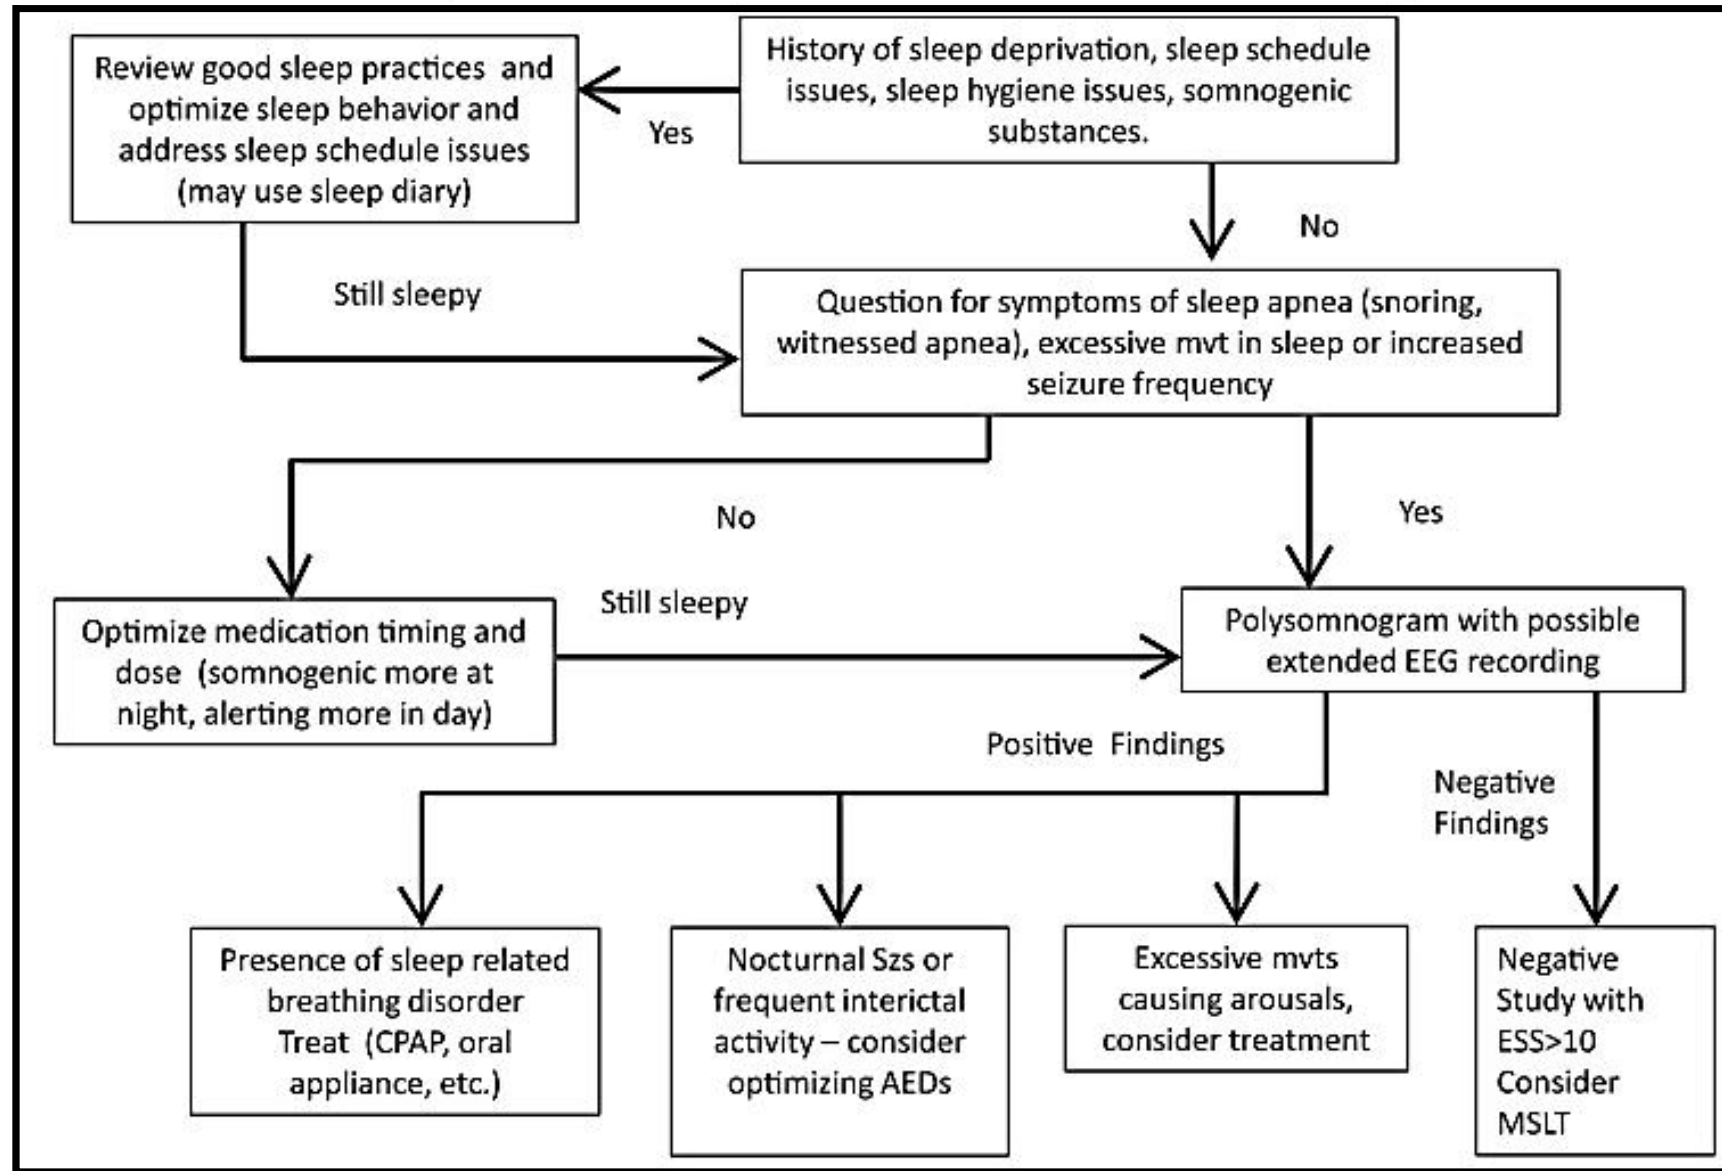 History of sleep deprivation, sleep schedule
issues, sleep hygiene issues, somnogenic
substances.
Yes
Review good sleep practices and
optimize sleep behavior and
address sleep schedule issues
(may use sleep diary)
No
Still sleepy
Question for symptoms of sleep apnea (snoring,
witnessed apnea), excessive mvt in sleep or increased
seizure frequency
No
Yes
Optimize medication timing and
dose (somnogenic more at
night, alerting more in day)
Still sleepy
Polysomnogram with possible
extended EEG recording
Positive Findings
Negative
Findings
Presence of sleep related
breathing disorder
Treat (CPAP, oral
appliance, etc.)
Nocturnal Szs or
frequent interictal
activity – consider
optimizing AEDs
Excessive mvts
causing arousals,
consider treatment
Negative
Study with
ESS>10
Consider
MSLT